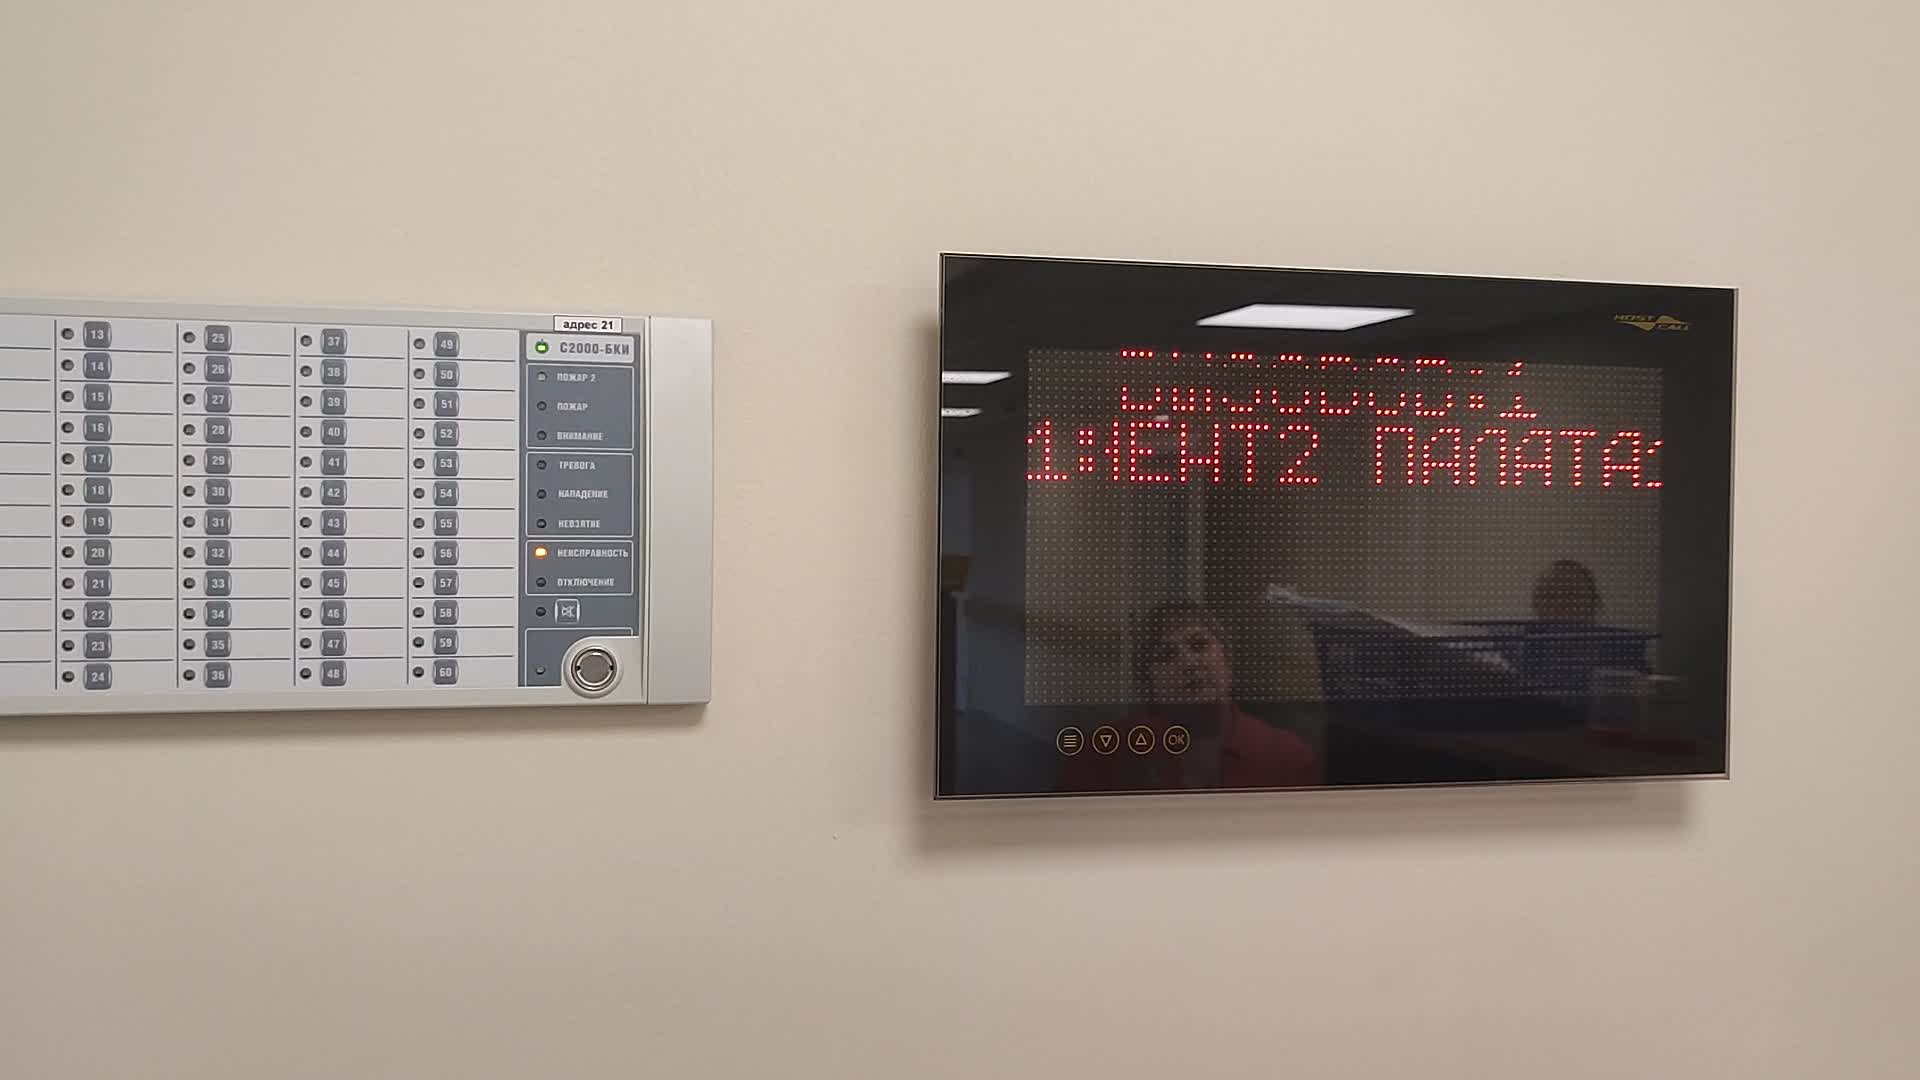 адрес 21
С2000-БКИ
ПОЖАР 2
ПОЖАР
ВНИМАНИЕ
ТРЕВОГА
НАПАДЕНИЕ
НЕВЗЯТИЕ
НЕИСПРАВНОСТЬ
ОТКЛЮЧЕНИЕ
13 25 37 49
14 26 38 50
15 27 39 51
16 28 40 52
17 29 41 53
18 30 42 54
19 31 43 55
20 32 44 56
21 33 45 57
22 34 46 58
23 35 47 59
24 36 48 60
HOST CALL
ВЫЗОВОВ:1
ЕНТ2 ПАЛАТА
OK